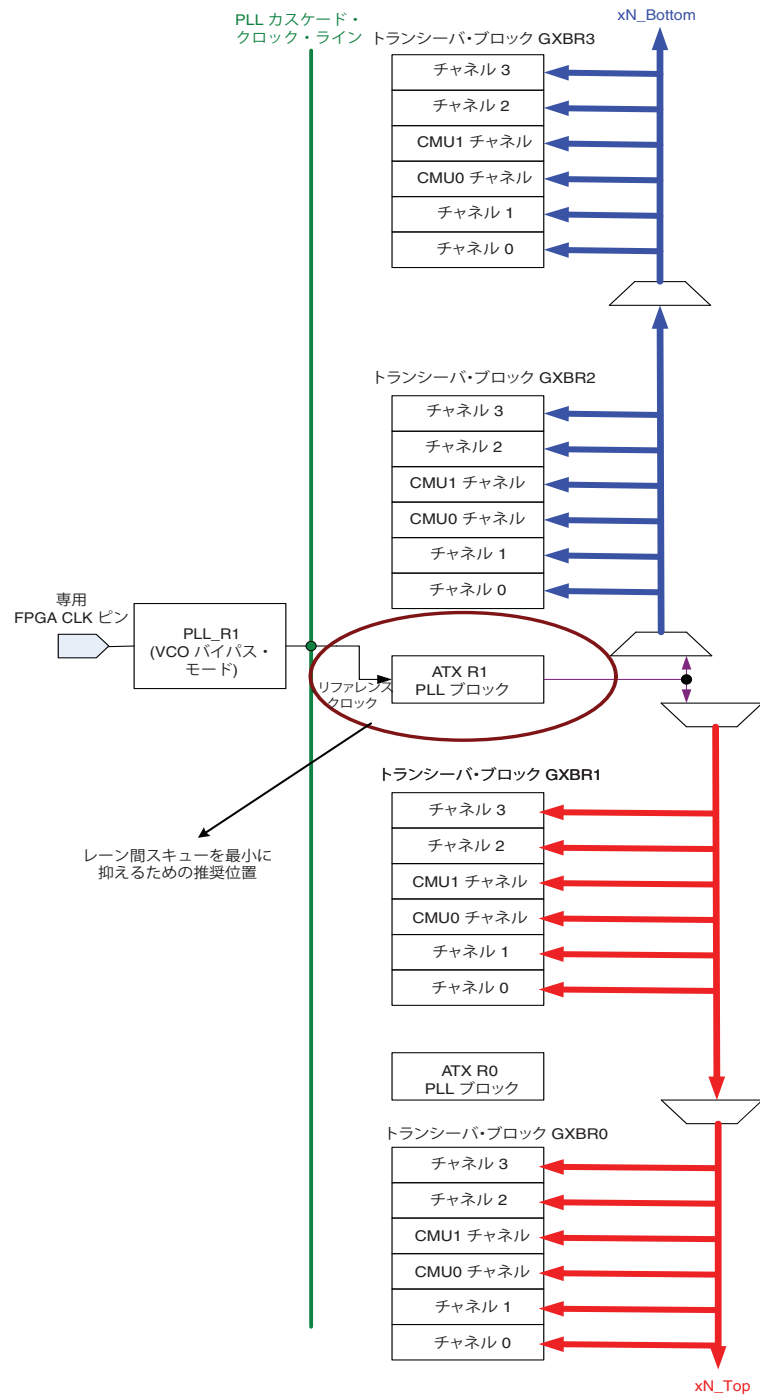 PLL カスケード・
クロック・ライン
xN_Bottom
トランシーバ・ブロック GXBR3
チャネル 3
チャネル 2
CMU1 チャネル
CMU0 チャネル
チャネル 1
チャネル 0
トランシーバ・ブロック GXBR2
チャネル 3
チャネル 2
CMU1 チャネル
CMU0 チャネル
チャネル 1
チャネル 0
専用
FPGA CLK ピン
PLL_R1
(VCO バイパス・
モード)
リファレンス
クロック
ATX R1
PLL ブロック
トランシーバ・ブロック GXBR1
チャネル 3
チャネル 2
CMU1 チャネル
CMU0 チャネル
チャネル 1
チャネル 0
レーン間スキューを最小に
抑えるための推奨位置
ATX R0
PLL ブロック
トランシーバ・ブロック GXBR0
チャネル 3
チャネル 2
CMU1 チャネル
CMU0 チャネル
チャネル 1
チャネル 0
xN_Top